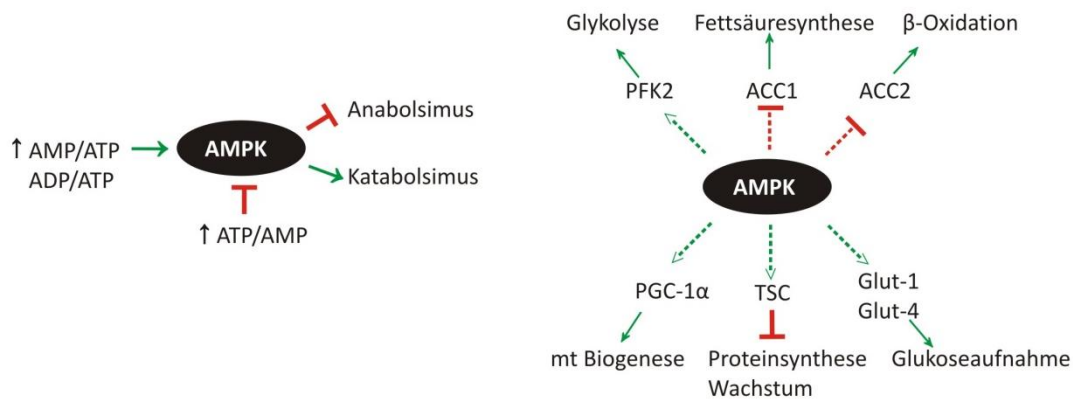 ↑ AMP/ATP
ADP/ATP
AMPK
Anabolsimus
Katabolsimus
↑ ATP/AMP
Glykolyse
Fettsäuresynthese
β-Oxidation
PFK2
ACC1
ACC2
AMPK
PGC-1α
TSC
Glut-1
Glut-4
mt Biogenese
Proteinsynthese
Wachstum
Glukoseaufnahme